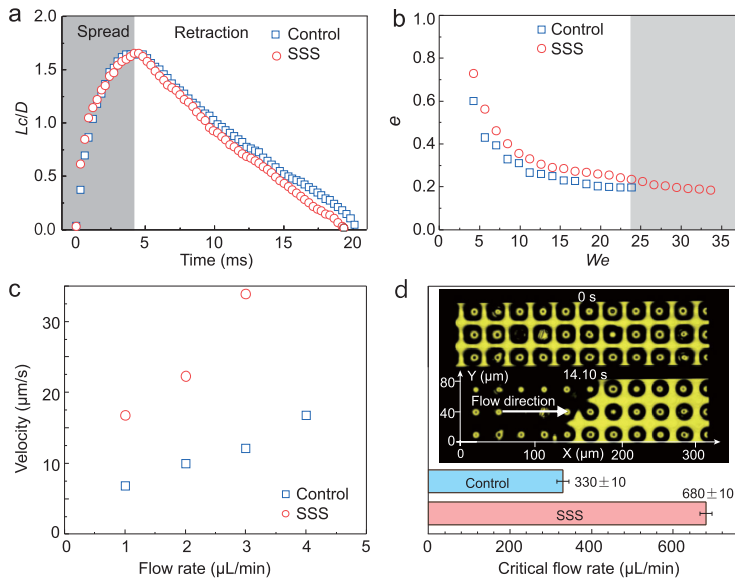 a
Spread
Retraction
Control
SSS
2.0
1.5
1.0
0.5
0.0
Lc/D
0
5
10
15
20
Time (ms)
b
Control
SSS
1.0
0.8
0.6
0.4
0.2
0
e
0
5
10
15
20
25
30
35
We
c
30
20
10
0
Velocity (μm/s)
Control
SSS
0
1
2
3
4
5
Flow rate (μL/min)
d
0 s
14.10 s
Y (μm)
80
40
0
Flow direction
100
X (μm)
200
300
Control
330±10
680±10
SSS
0
200
400
600
Critical flow rate (μL/min)